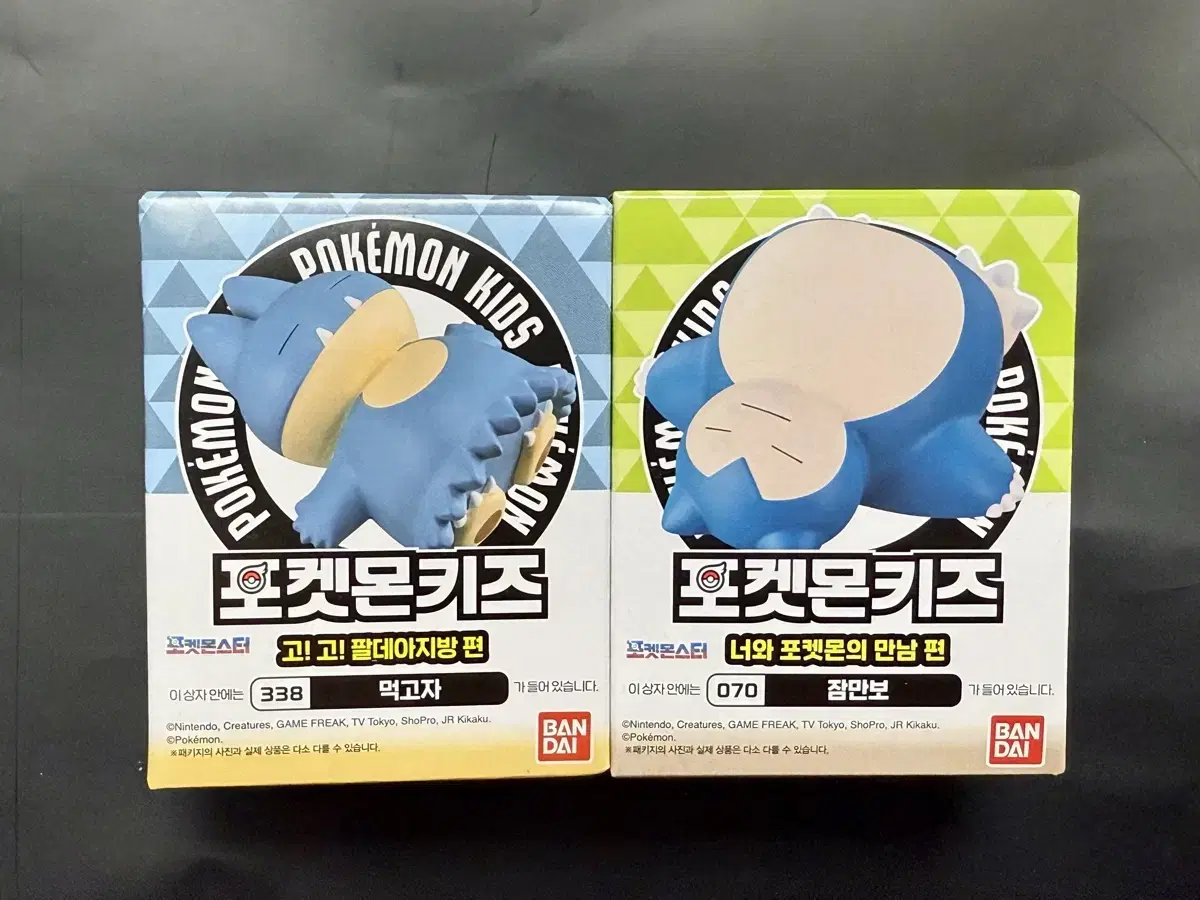 POKÉMON KIDS
POKÉMON
포켓몬키즈
포켓몬스터
고! 고! 팔데아지방 편
이 상자 안에는 338 먹고자 가 들어 있습니다.
©Nintendo, Creatures, GAME FREAK, TV Tokyo, ShoPro, JR Kikaku.
©Pokémon.
※패키지의 사진과 실제 상품은 다소 다를 수 있습니다.
BAN
DAI
포켓몬키즈
포켓몬스터
너와 포켓몬의 만남 편
이 상자 안에는 070 잠만보 가 들어 있습니다.
©Nintendo, Creatures, GAME FREAK, TV Tokyo, ShoPro, JR Kikaku.
©Pokémon.
※패키지의 사진과 실제 상품은 다소 다를 수 있습니다.
BAN
DAI